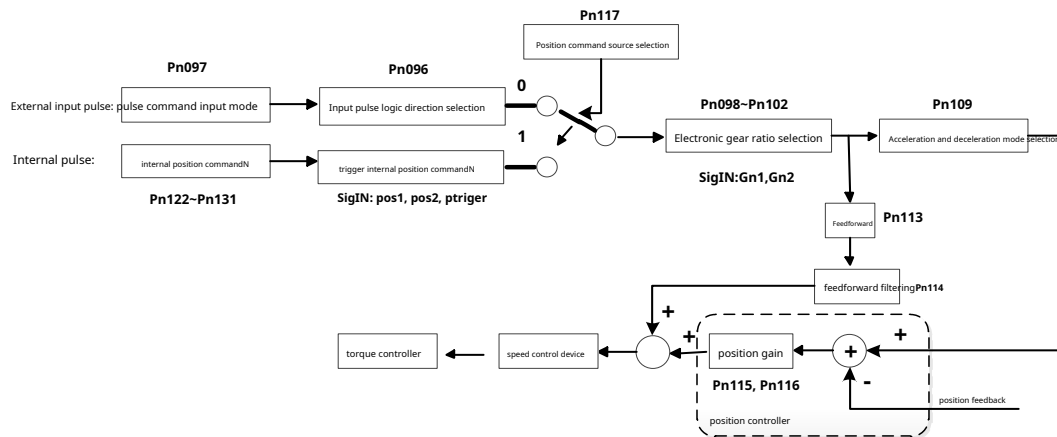 Pn117
Position command source selection
Pn097
Pn096
0
External input pulse: pulse command input mode
Input pulse logic direction selection
Pn098~Pn102
Pn109
1
Electronic gear ratio selection
Acceleration and deceleration mode selection
Internal pulse:
internal position commandN
trigger internal position commandN
SigIN:Gn1,Gn2
Pn122~Pn131
SigIN: pos1, pos2, ptriger
Feedforward
Pn113
feedforward filteringPn114
+
+
+
torque controller
speed control device
position gain
+
-
Pn115, Pn116
position feedback
position controller